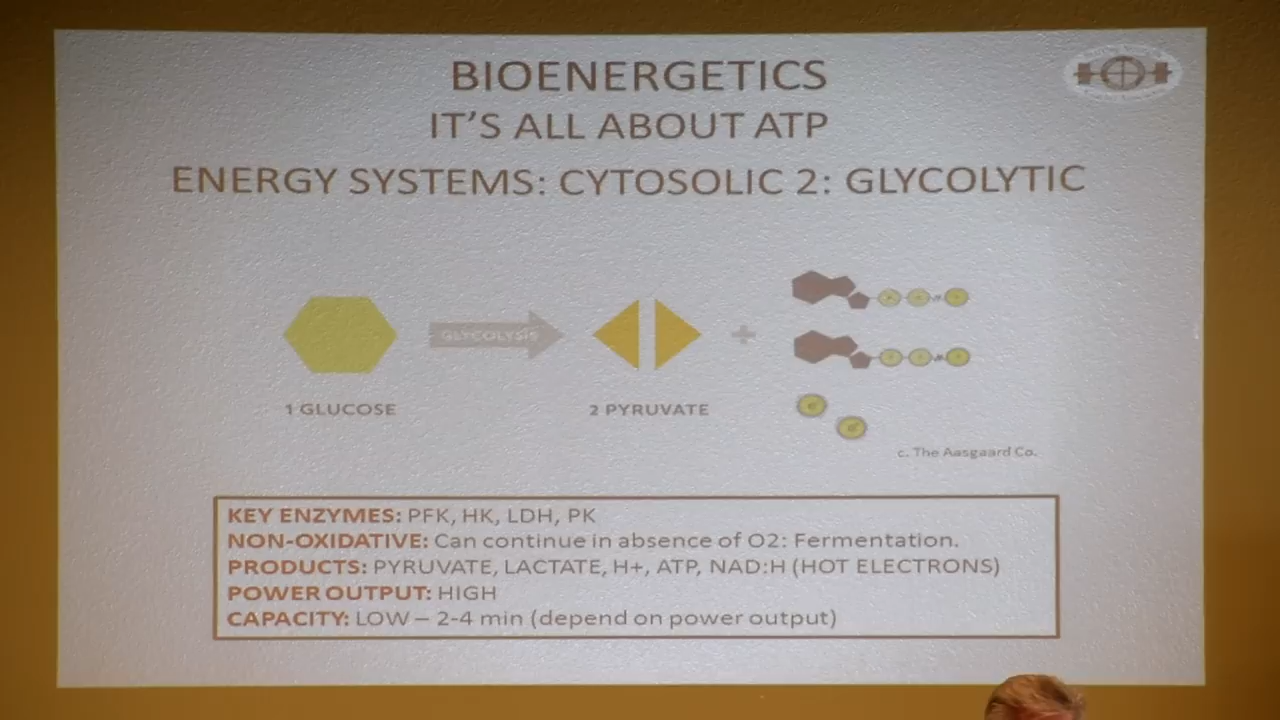 BIOENERGETICS
IT'S ALL ABOUT ATP
ENERGY SYSTEMS: CYTOSOLIC 2: GLYCOLYTIC
GLYCOLYSIS
+
1 GLUCOSE
2 PYRUVATE
c. The Aasgaard Co.
KEY ENZYMES: PFK, HK, LDH, PK
NON-OXIDATIVE: Can continue in absence of O2: Fermentation.
PRODUCTS: PYRUVATE, LACTATE, H+, ATP, NAD:H (HOT ELECTRONS)
POWER OUTPUT: HIGH
CAPACITY: LOW – 2-4 min (depend on power output)